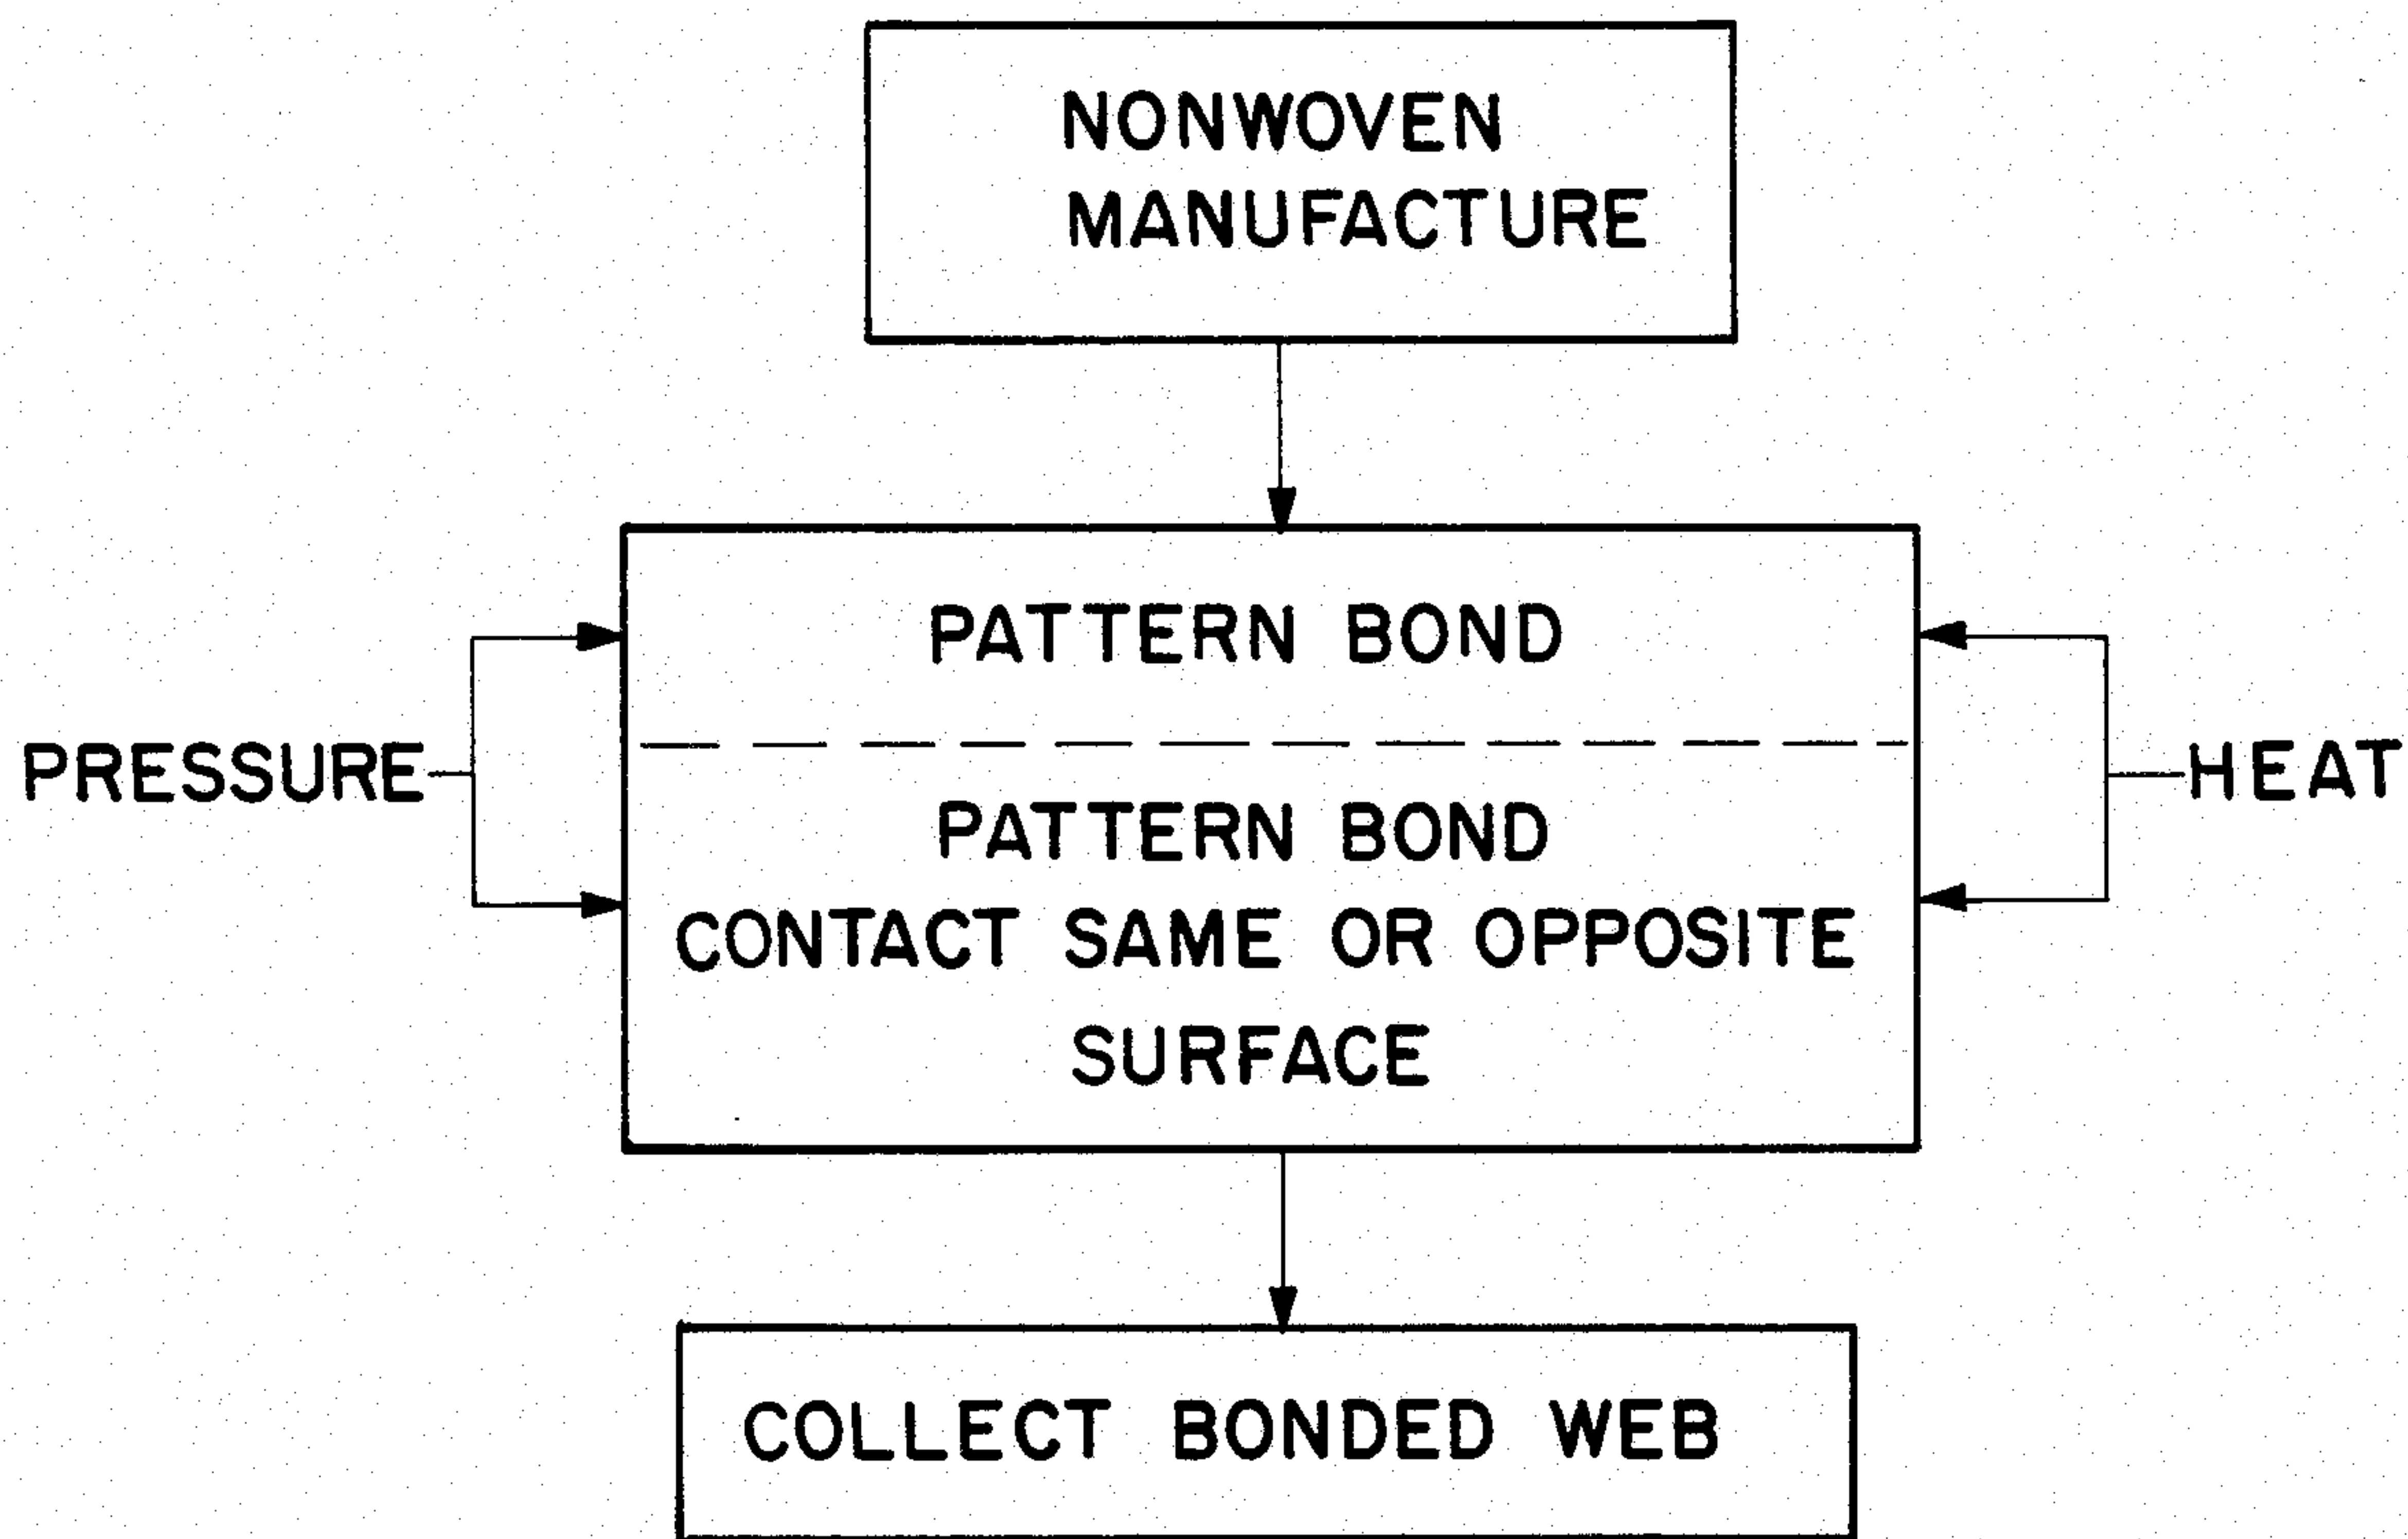 NONWOVEN
MANUFACTURE
PATTERN BOND
PRESSURE
HEAT
PATTERN BOND
CONTACT SAME OR OPPOSITE
SURFACE
COLLECT BONDED WEB